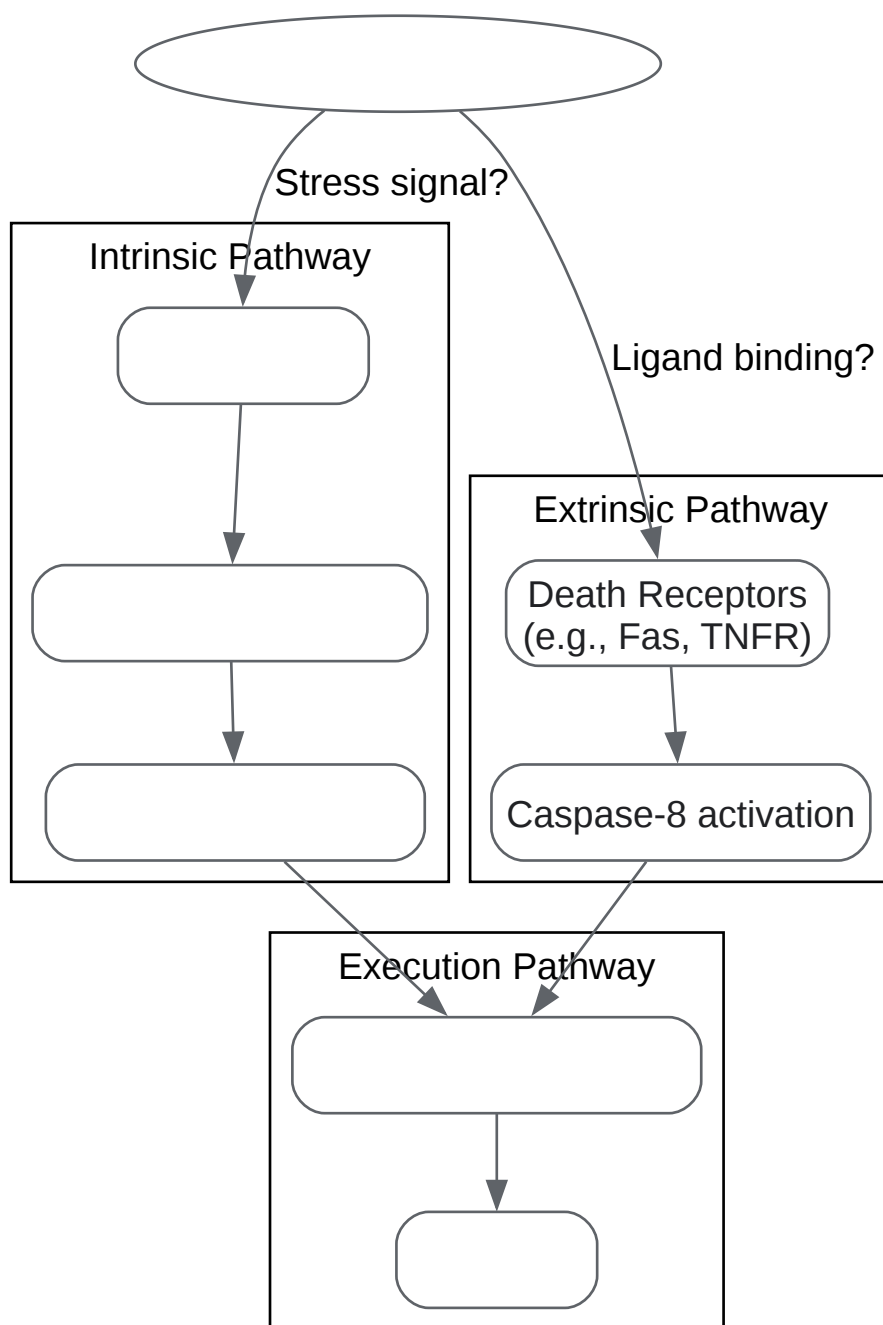 Stress signal?
Intrinsic Pathway
Ligand binding?
Extrinsic Pathway
Death Receptors
(e.g., Fas, TNFR)
Caspase-8 activation
Execution Pathway